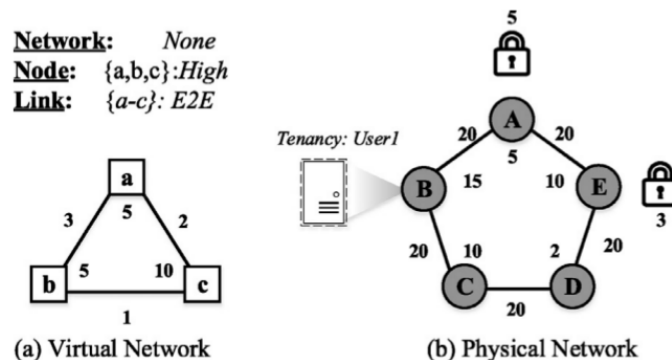 Network: None
Node: {a,b,c}:High
Link: {a-c}: E2E
a
5
3
2
5
10
b
c
1
(a) Virtual Network
5
Tenancy: User1
A
20
20
5
B
15
10
E
3
20
10
2
20
C
D
20
(b) Physical Network